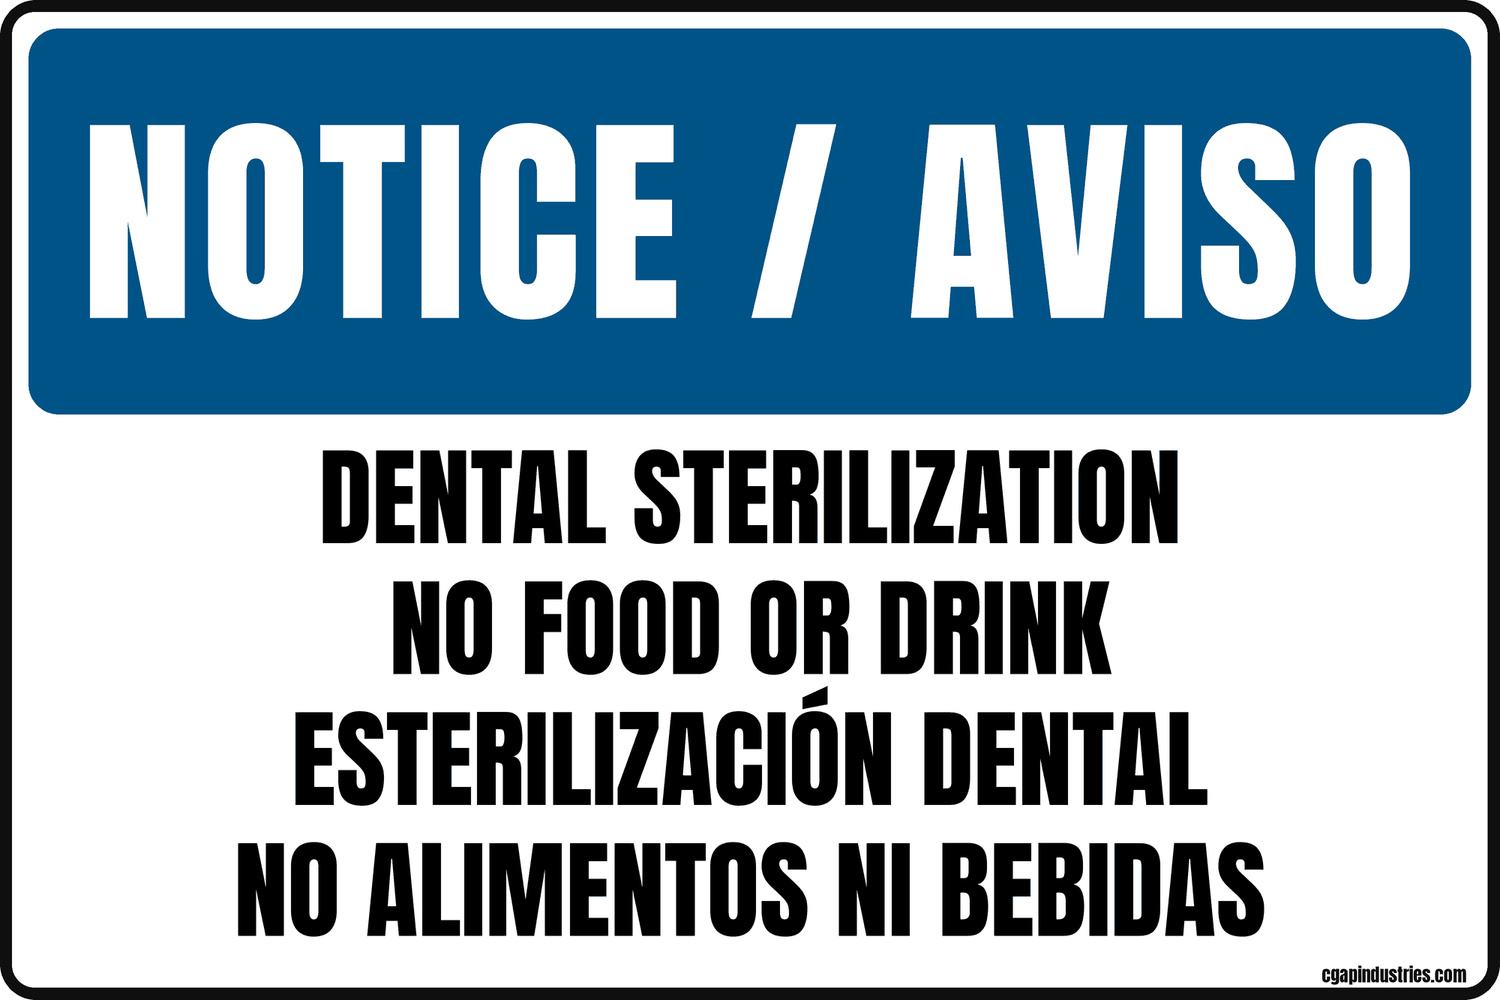 NOTICE / AVISO
DENTAL STERILIZATION
NO FOOD OR DRINK
ESTERILIZACIÓN DENTAL
NO ALIMENTOS NI BEBIDAS
cgapindustries.com